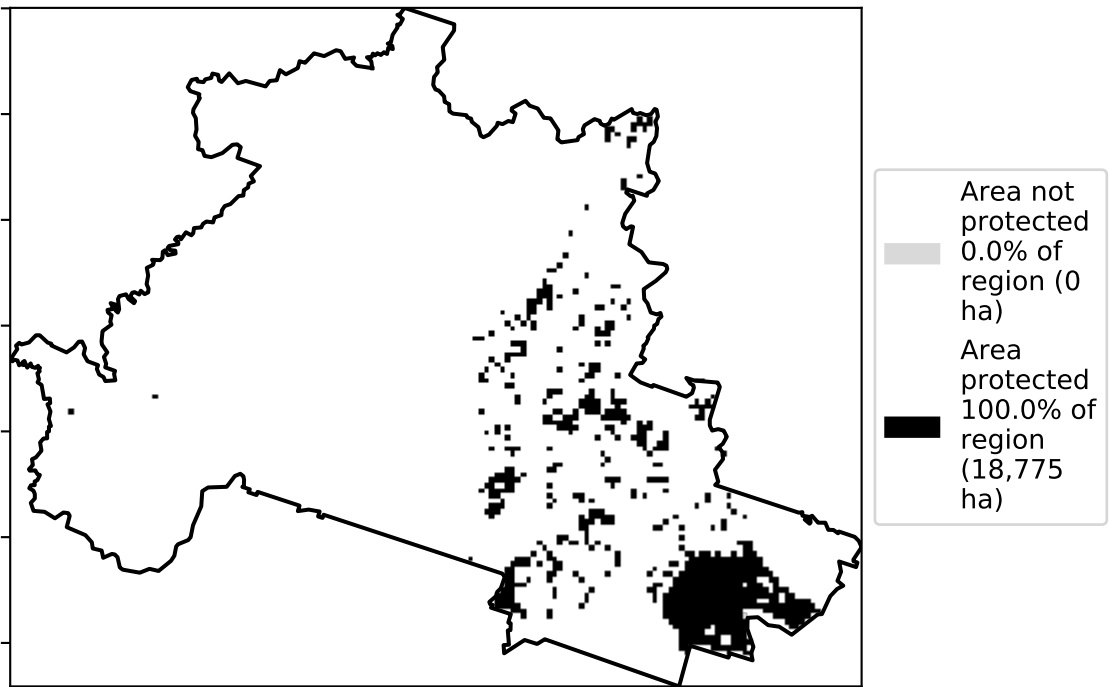 Area not
protected
0.0% of
region (0
ha)
Area
protected
100.0% of
region
(18,775
ha)